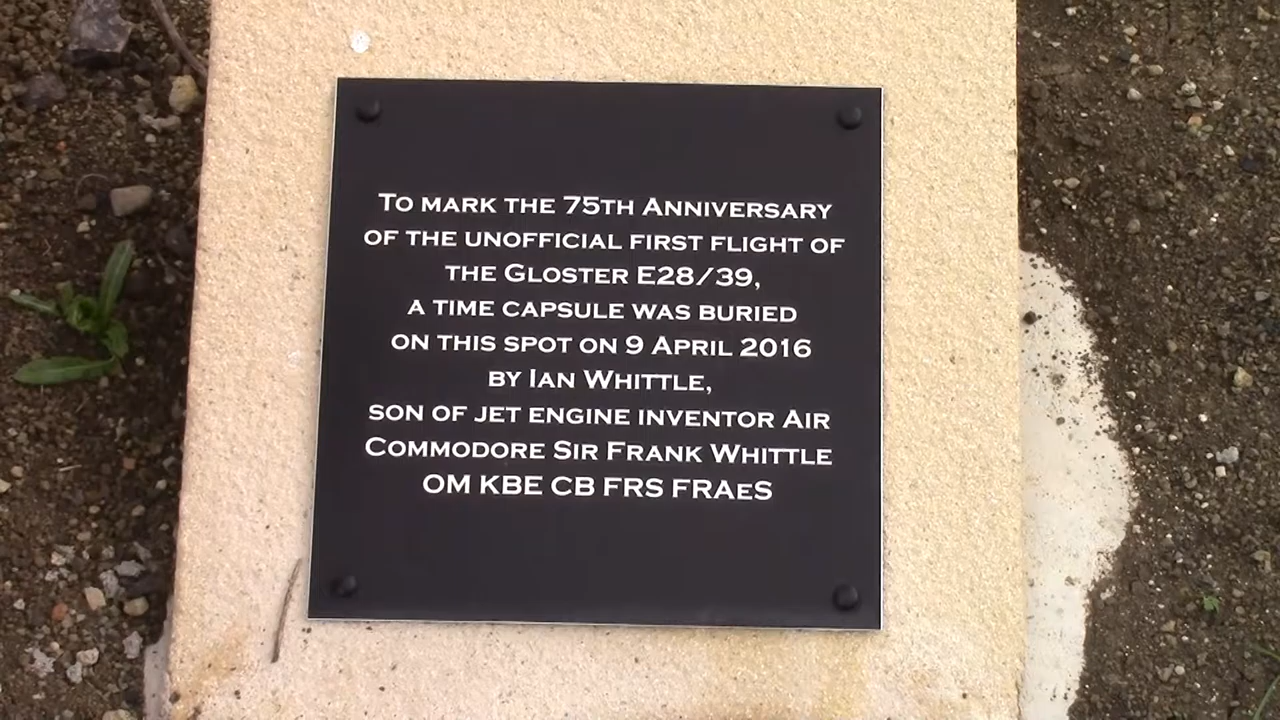 To mark the 75th Anniversary
of the unofficial first flight of
the Gloster E28/39,
a time capsule was buried
on this spot on 9 April 2016
by Ian Whittle,
son of jet engine inventor Air
Commodore Sir Frank Whittle
OM KBE CB FRS FRAeS